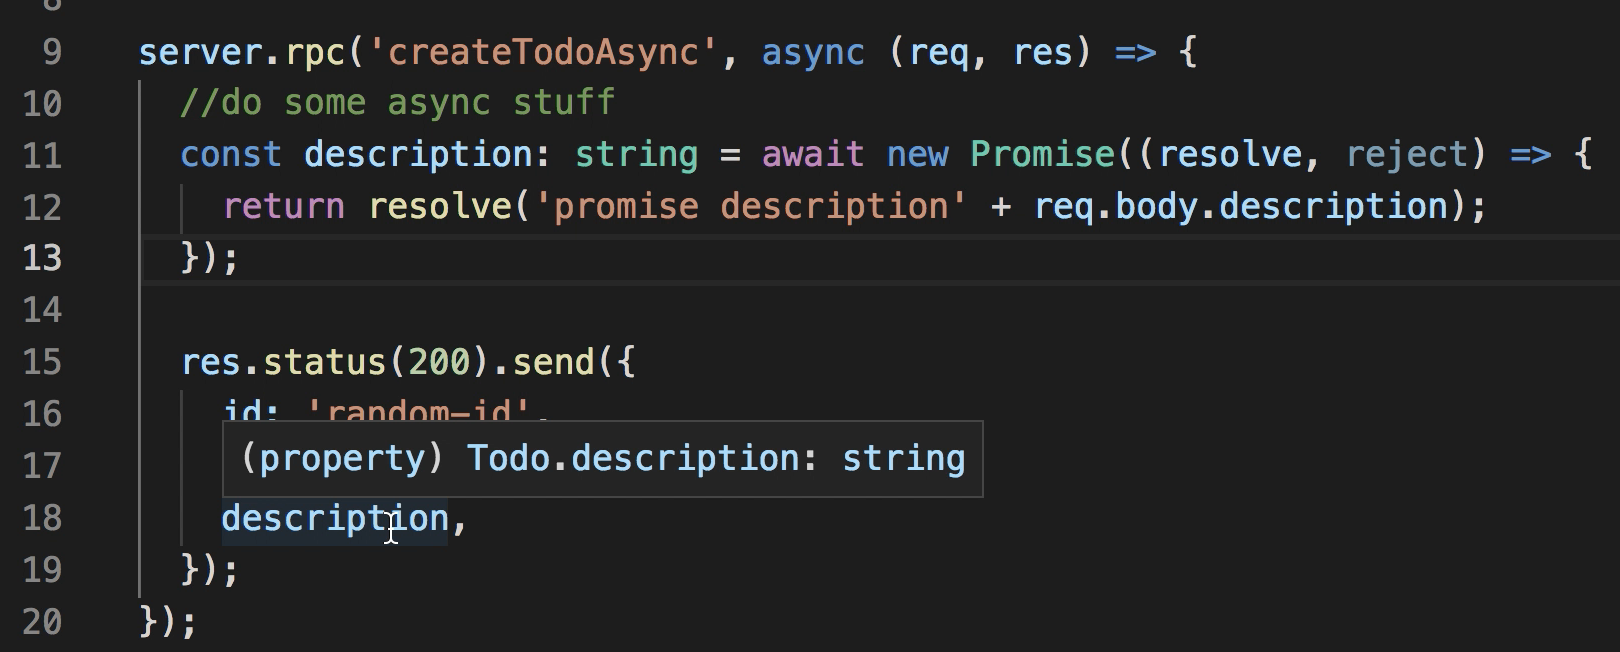 8
9 server.rpc('createTodoAsync', async (req, res) => {
10 //do some async stuff
11 const description: string = await new Promise((resolve, reject) => {
12 return resolve('promise description' + req.body.description);
13 });
14
15 res.status(200).send({
16 id: 'random-id',
(property) Todo.description: string
17
18 description,
19 });
20 });